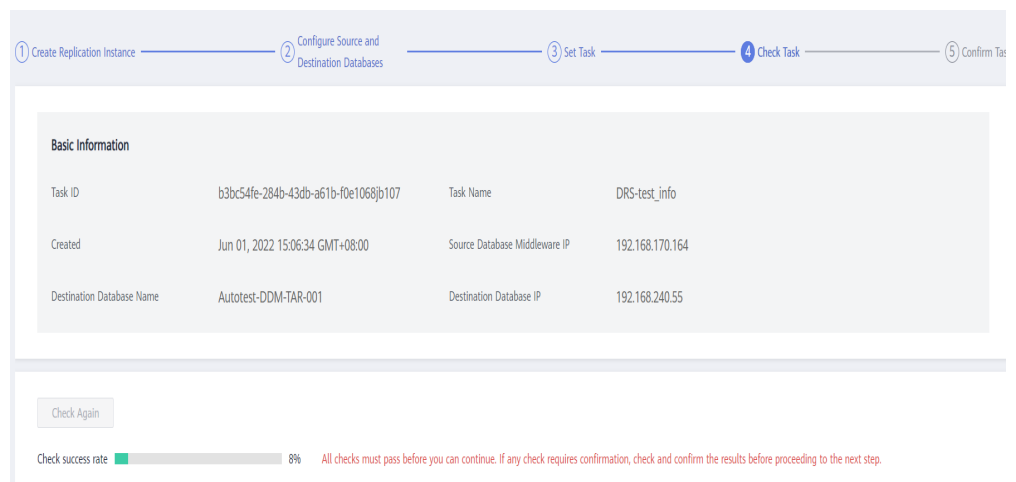 1 Create Replication Instance
2 Configure Source and
Destination Databases
3 Set Task
4 Check Task
5 Confirm Tas
Basic Information
Task ID b3bc54fe-284b-43db-a61b-f0e1068jb107 Task Name DRS-test_info
Created Jun 01, 2022 15:06:34 GMT+08:00 Source Database Middleware IP 192.168.170.164
Destination Database Name Autotest-DDM-TAR-001 Destination Database IP 192.168.240.55
Check Again
Check success rate 8% All checks must pass before you can continue. If any check requires confirmation, check and confirm the results before proceeding to the next step.